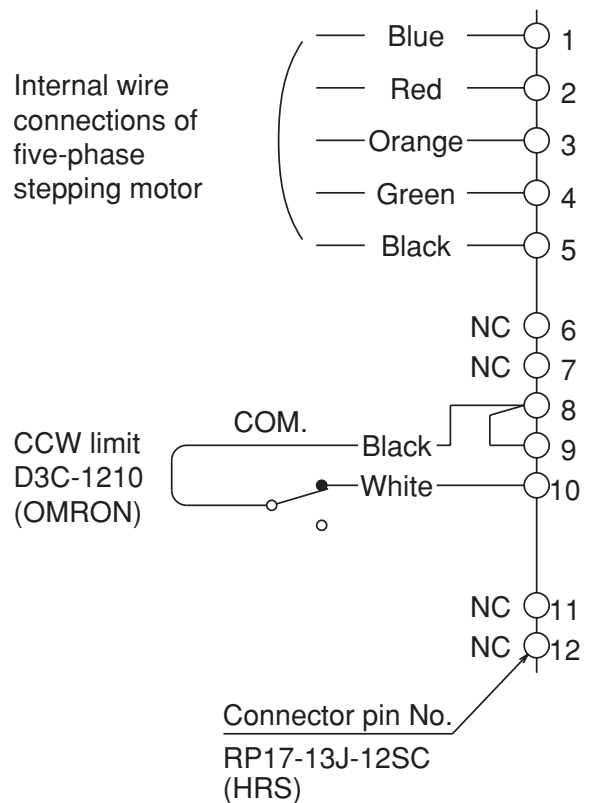 Blue 1
Internal wire
connections of
five-phase
stepping motor
Red 2
Orange 3
Green 4
Black 5
NC 6
NC 7
8
COM.
CCW limit
D3C-1210
(OMRON)
Black 9
White 10
NC 11
NC 12
Connector pin No.
RP17-13J-12SC
(HRS)